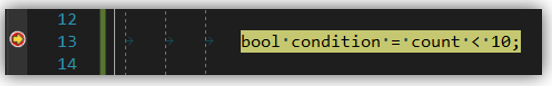 12
13 bool condition = count < 10;
14